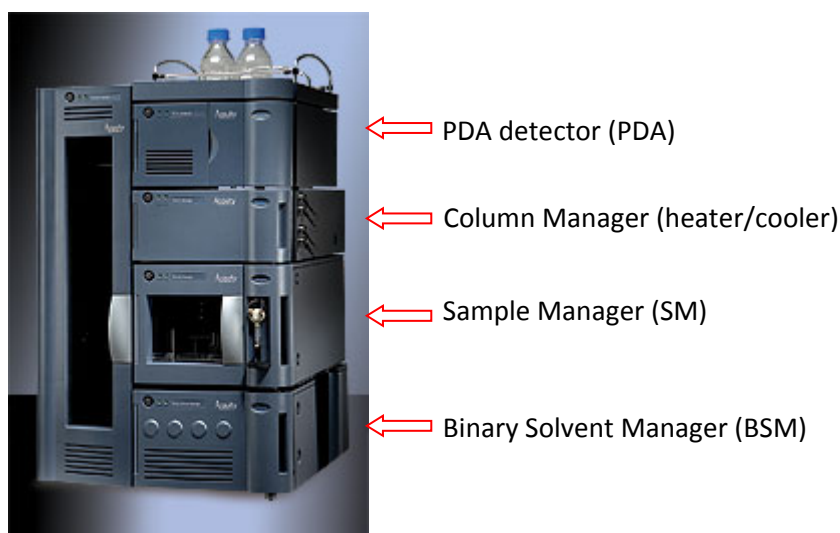 PDA detector (PDA)
Column Manager (heater/cooler)
Sample Manager (SM)
Binary Solvent Manager (BSM)